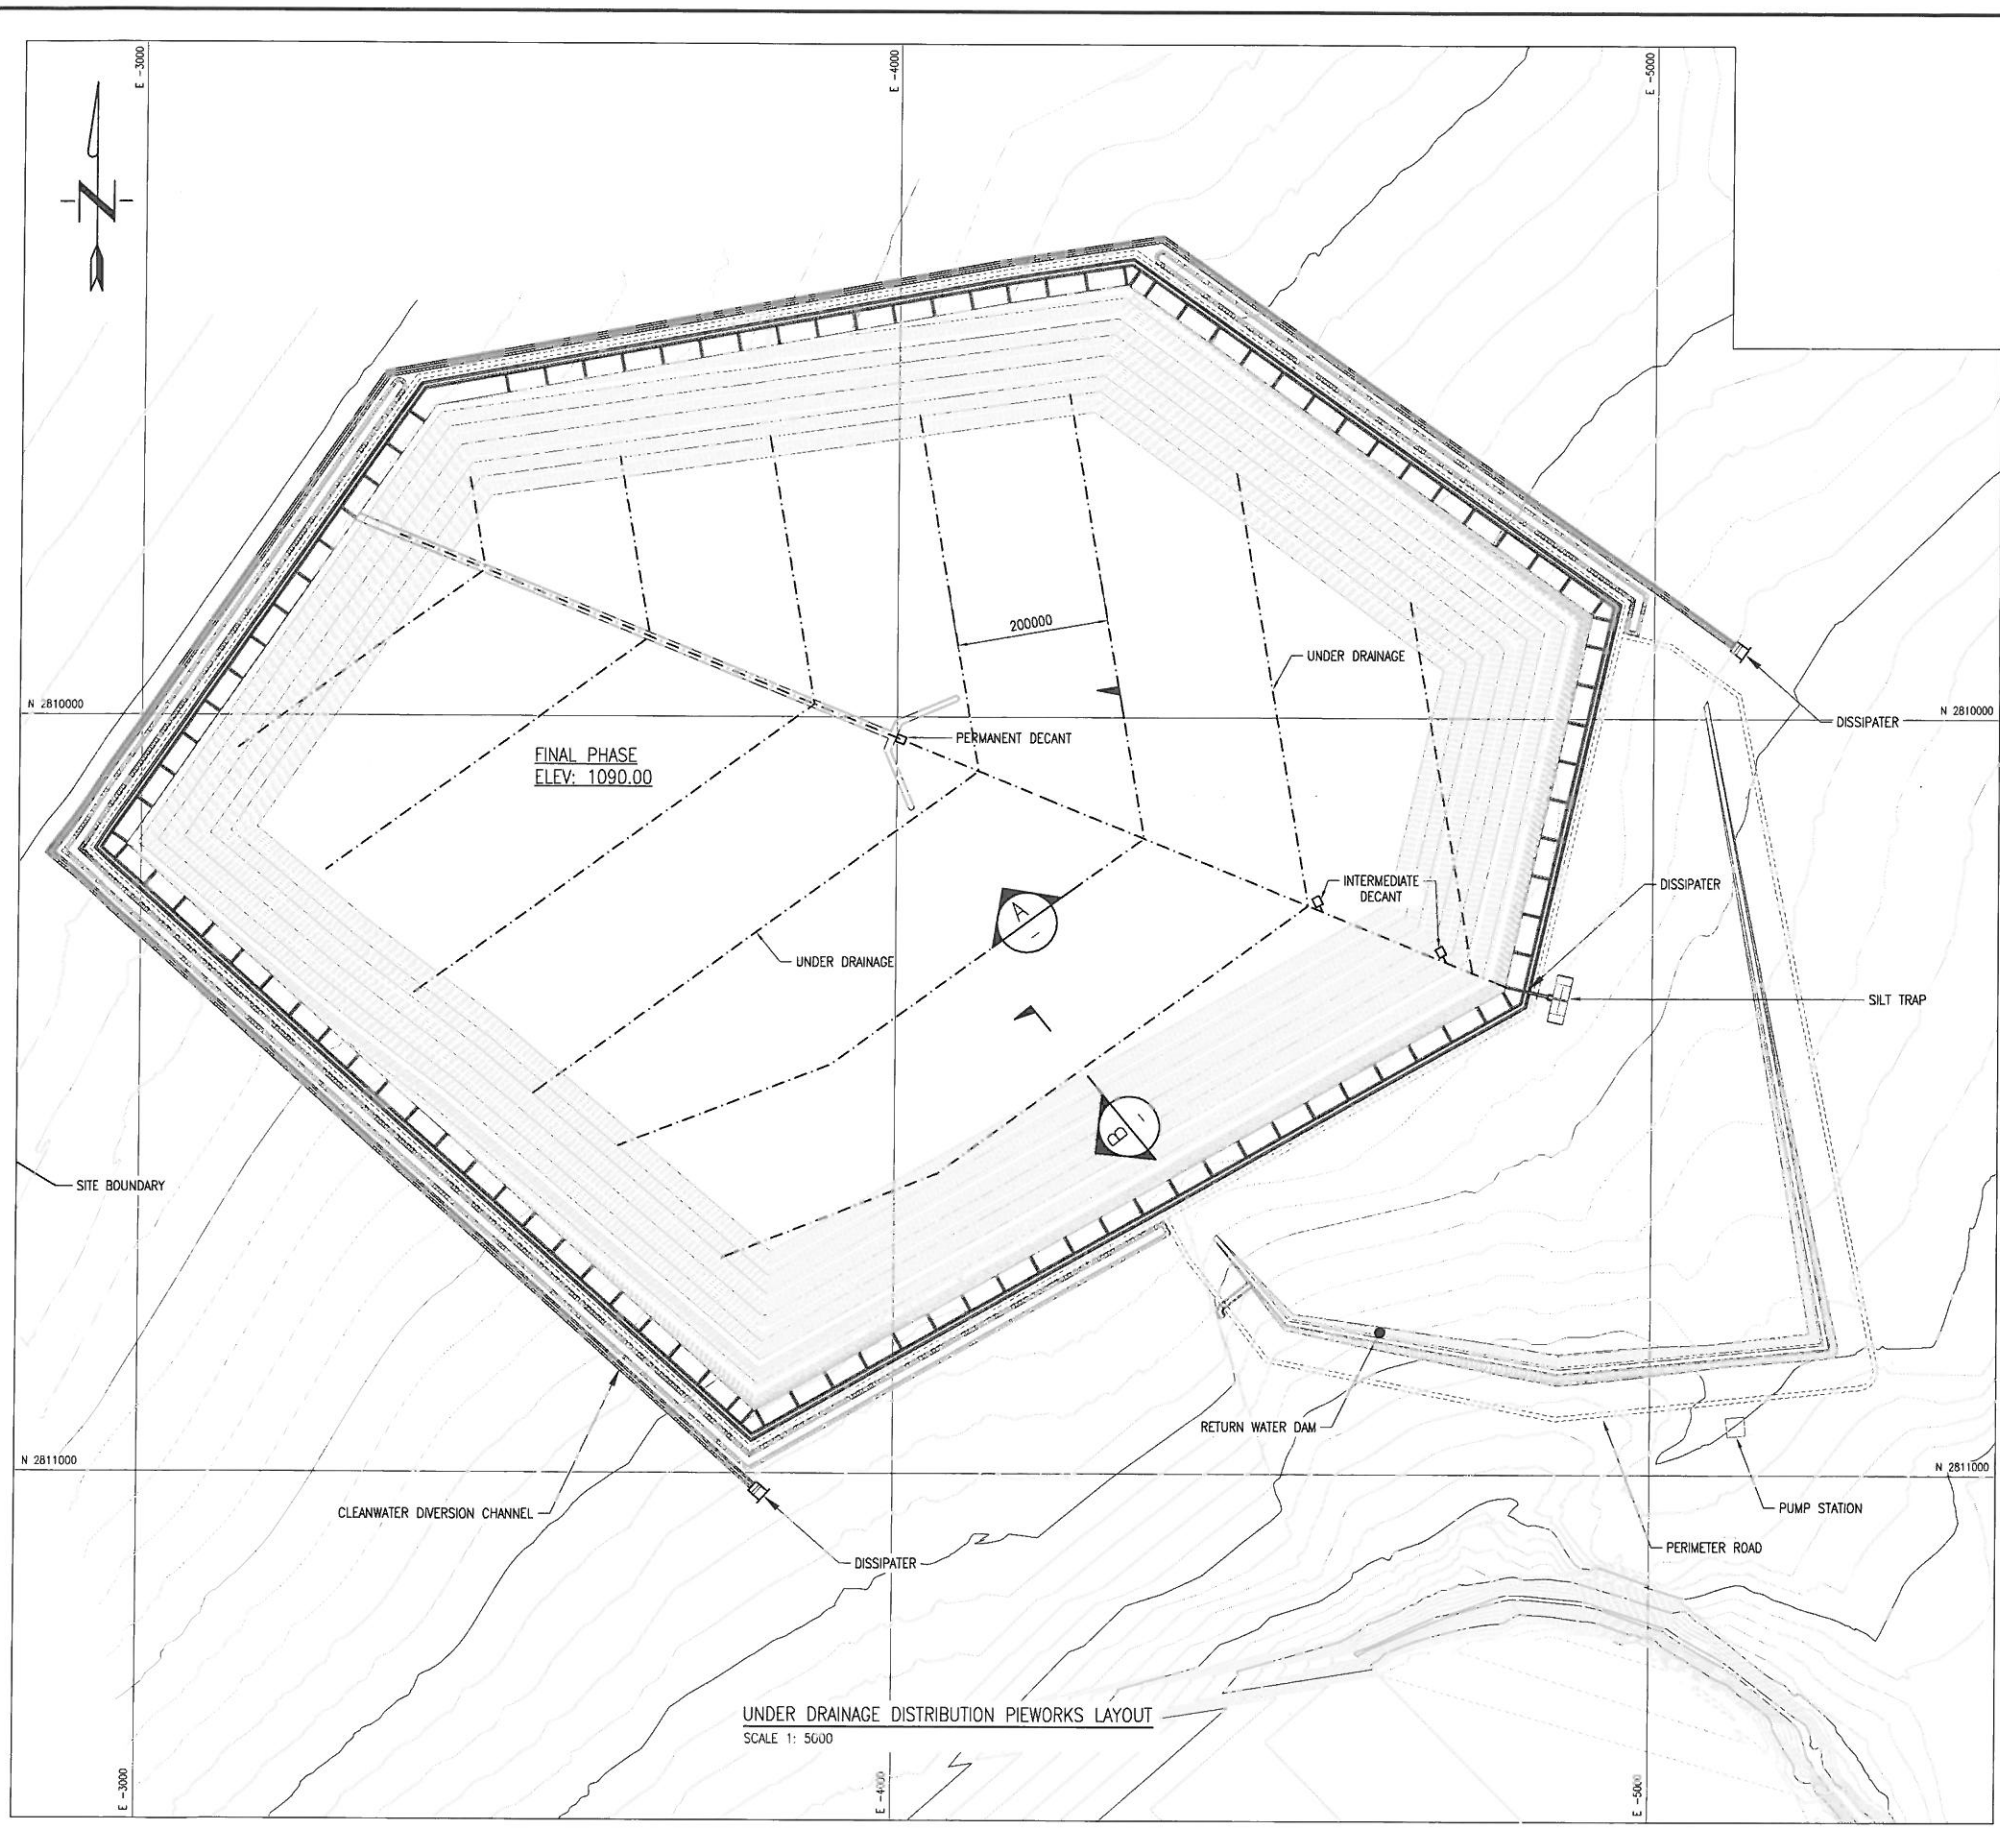 E -3000
E -4000
E -5000
N
200000
UNDER DRAINAGE
N 2810000
N 2810000
DISSIPATER
PERMANENT DECANT
FINAL PHASE
ELEV: 1090.00
INTERMEDIATE
DECANT
DISSIPATER
A
-
UNDER DRAINAGE
SILT TRAP
B
-
SITE BOUNDARY
RETURN WATER DAM
N 2811000
N 2811000
CLEANWATER DIVERSION CHANNEL
PUMP STATION
PERIMETER ROAD
DISSIPATER
UNDER DRAINAGE DISTRIBUTION PIEWORKS LAYOUT
SCALE 1: 5000
E -3000
E -4000
E -5000